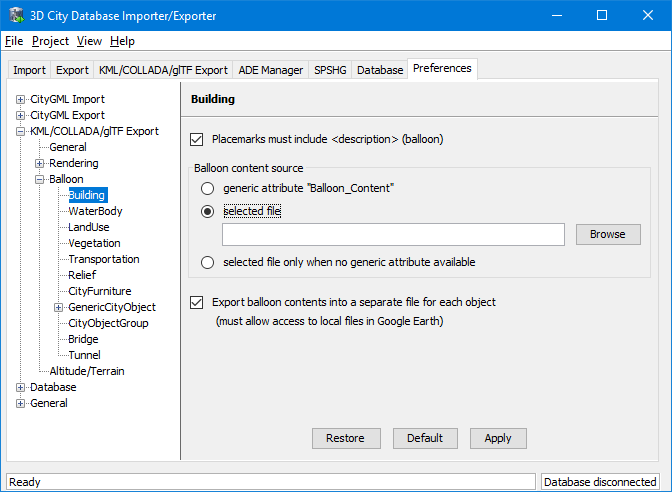 3D City Database Importer/Exporter
File Project View Help
Import Export KML/COLLADA/glTF Export ADE Manager SPSHG Database Preferences
CityGML Import
CityGML Export
KML/COLLADA/glTF Export
General
Rendering
Balloon
Building
WaterBody
LandUse
Vegetation
Transportation
Relief
CityFurniture
GenericCityObject
CityObjectGroup
Bridge
Tunnel
Altitude/Terrain
Database
General
Building
Placemarks must include <description> (balloon)
Balloon content source
generic attribute "Balloon_Content"
selected file
Browse
selected file only when no generic attribute available
Export balloon contents into a separate file for each object
(must allow access to local files in Google Earth)
Restore Default Apply
Ready Database disconnected